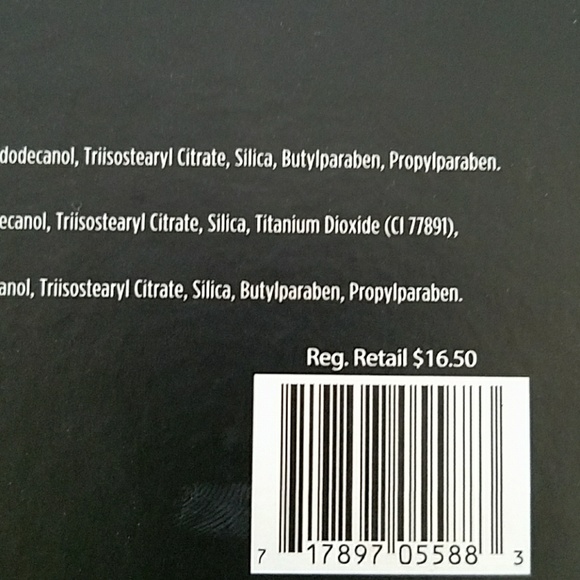 dodecanol, Triisostearyl Citrate, Silica, Butylparaben, Propylparaben.
ecanol, Triisostearyl Citrate, Silica, Titanium Dioxide (CI 77891),
anol, Triisostearyl Citrate, Silica, Butylparaben, Propylparaben.
Reg. Retail $16.50
7 17897 05588 3